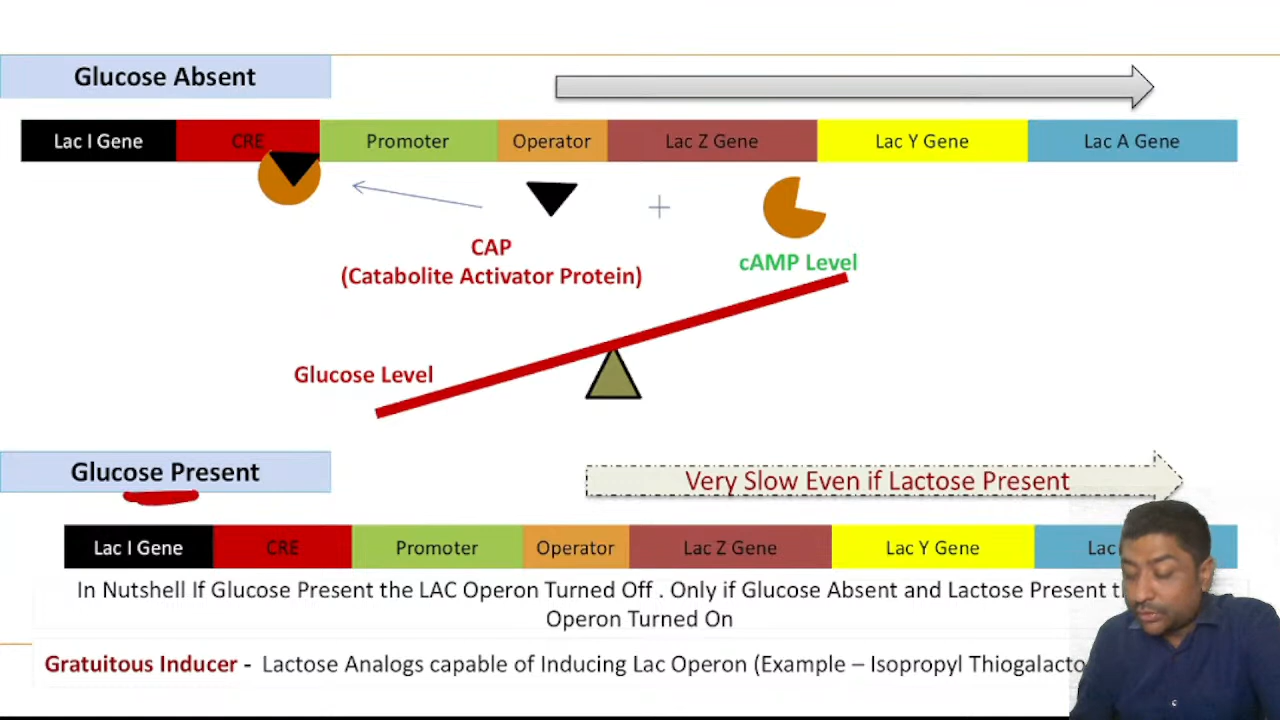 Glucose Absent
Lac I Gene CRE Promoter Operator Lac Z Gene Lac Y Gene Lac A Gene
+
CAP
(Catabolite Activator Protein)
cAMP Level
Glucose Level
Glucose Present
Very Slow Even if Lactose Present
Lac I Gene CRE Promoter Operator Lac Z Gene Lac Y Gene Lac
In Nutshell If Glucose Present the LAC Operon Turned Off . Only if Glucose Absent and Lactose Present
Operon Turned On
Gratuitous Inducer - Lactose Analogs capable of Inducing Lac Operon (Example – Isopropyl